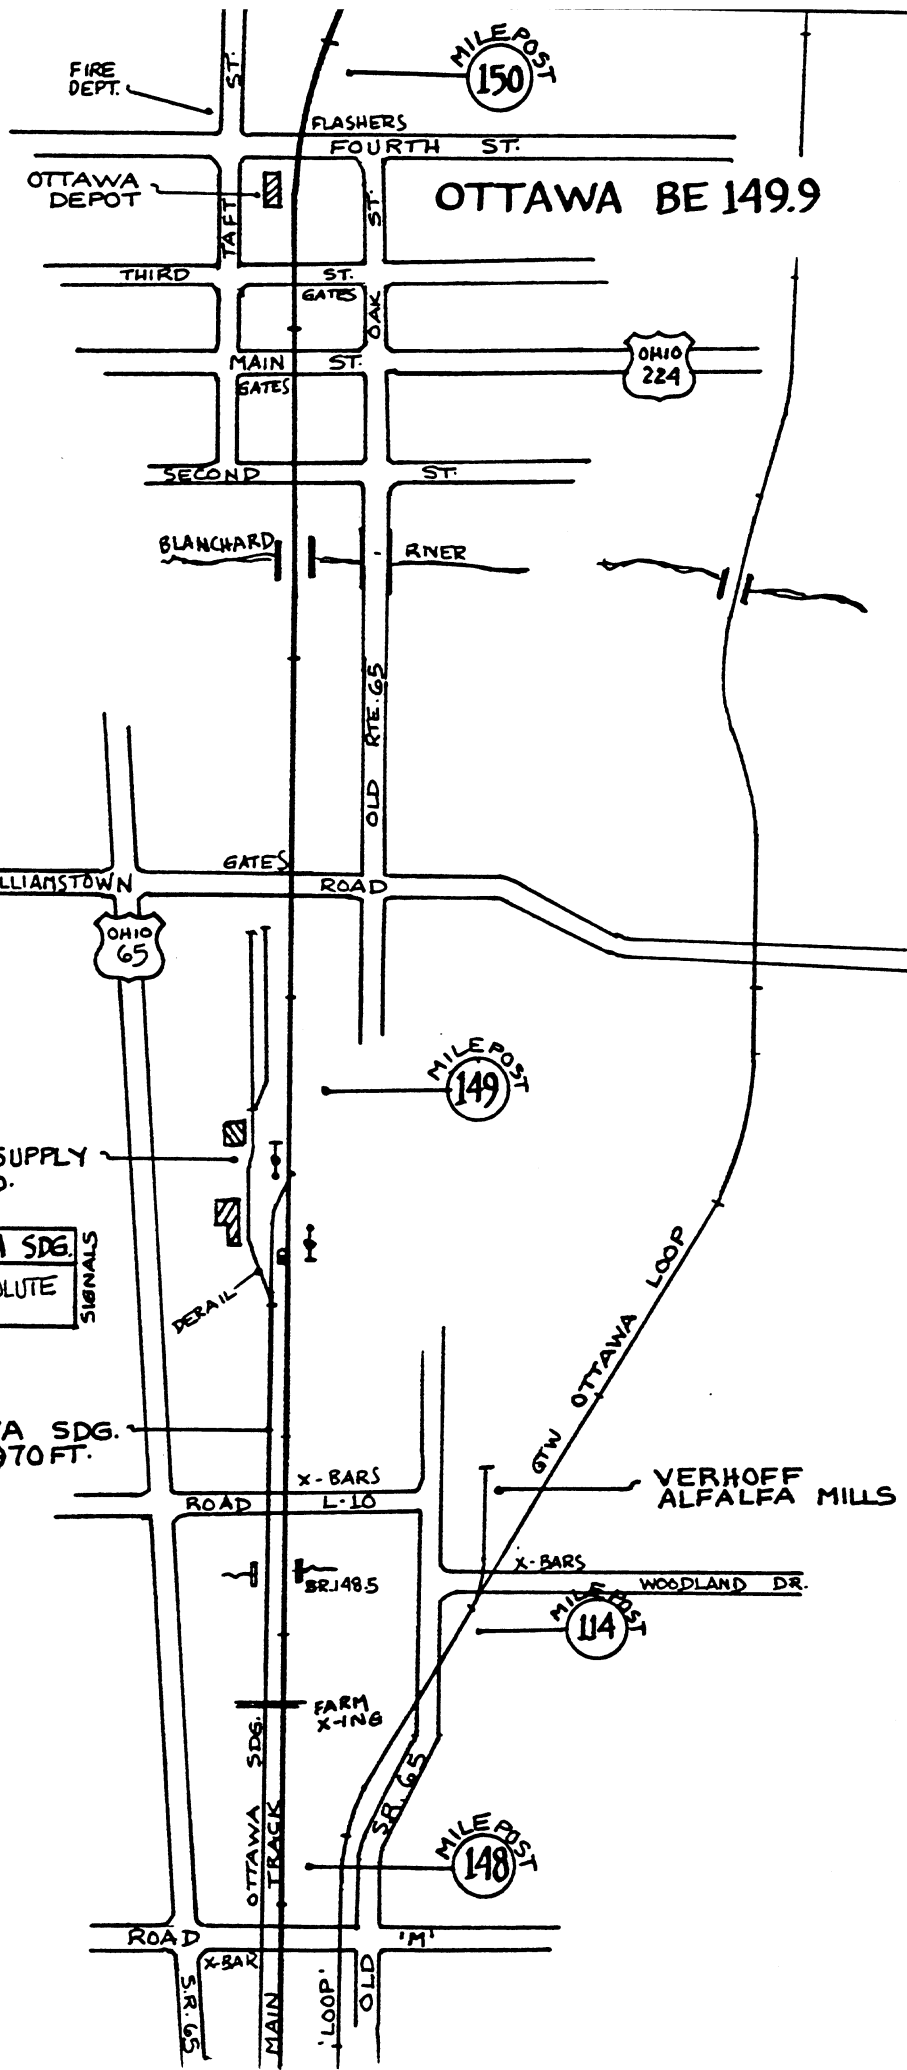 MILEPOST
150
FIRE
DEPT.
ST.
FLASHERS
FOURTH ST.
OTTAWA
DEPOT
TAFT
ST.
OTTAWA BE 149.9
THIRD ST.
GATES
OAK
MAIN ST.
GATES
OHIO
224
SECOND ST.
BLANCHARD RIVER
OLD RTE. 65
GATES
LLIAMSTOWN ROAD
OHIO
65
MILEPOST
149
SUPPLY
SDG.
LUTE
SIGNALS
DERAIL
GTW OTTAWA LOOP
A SDG.
970 FT.
X-BARS
ROAD L-10
VERHOFF
ALFALFA MILLS
X-BARS
WOODLAND DR.
BR.148.5
MILEPOST
114
FARM
X-ING
OTTAWA SDG.
MAIN TRACK
S.R. 65
MILEPOST
148
ROAD 'M'
X-BAR
S.R. 65
'LOOP'
OLD